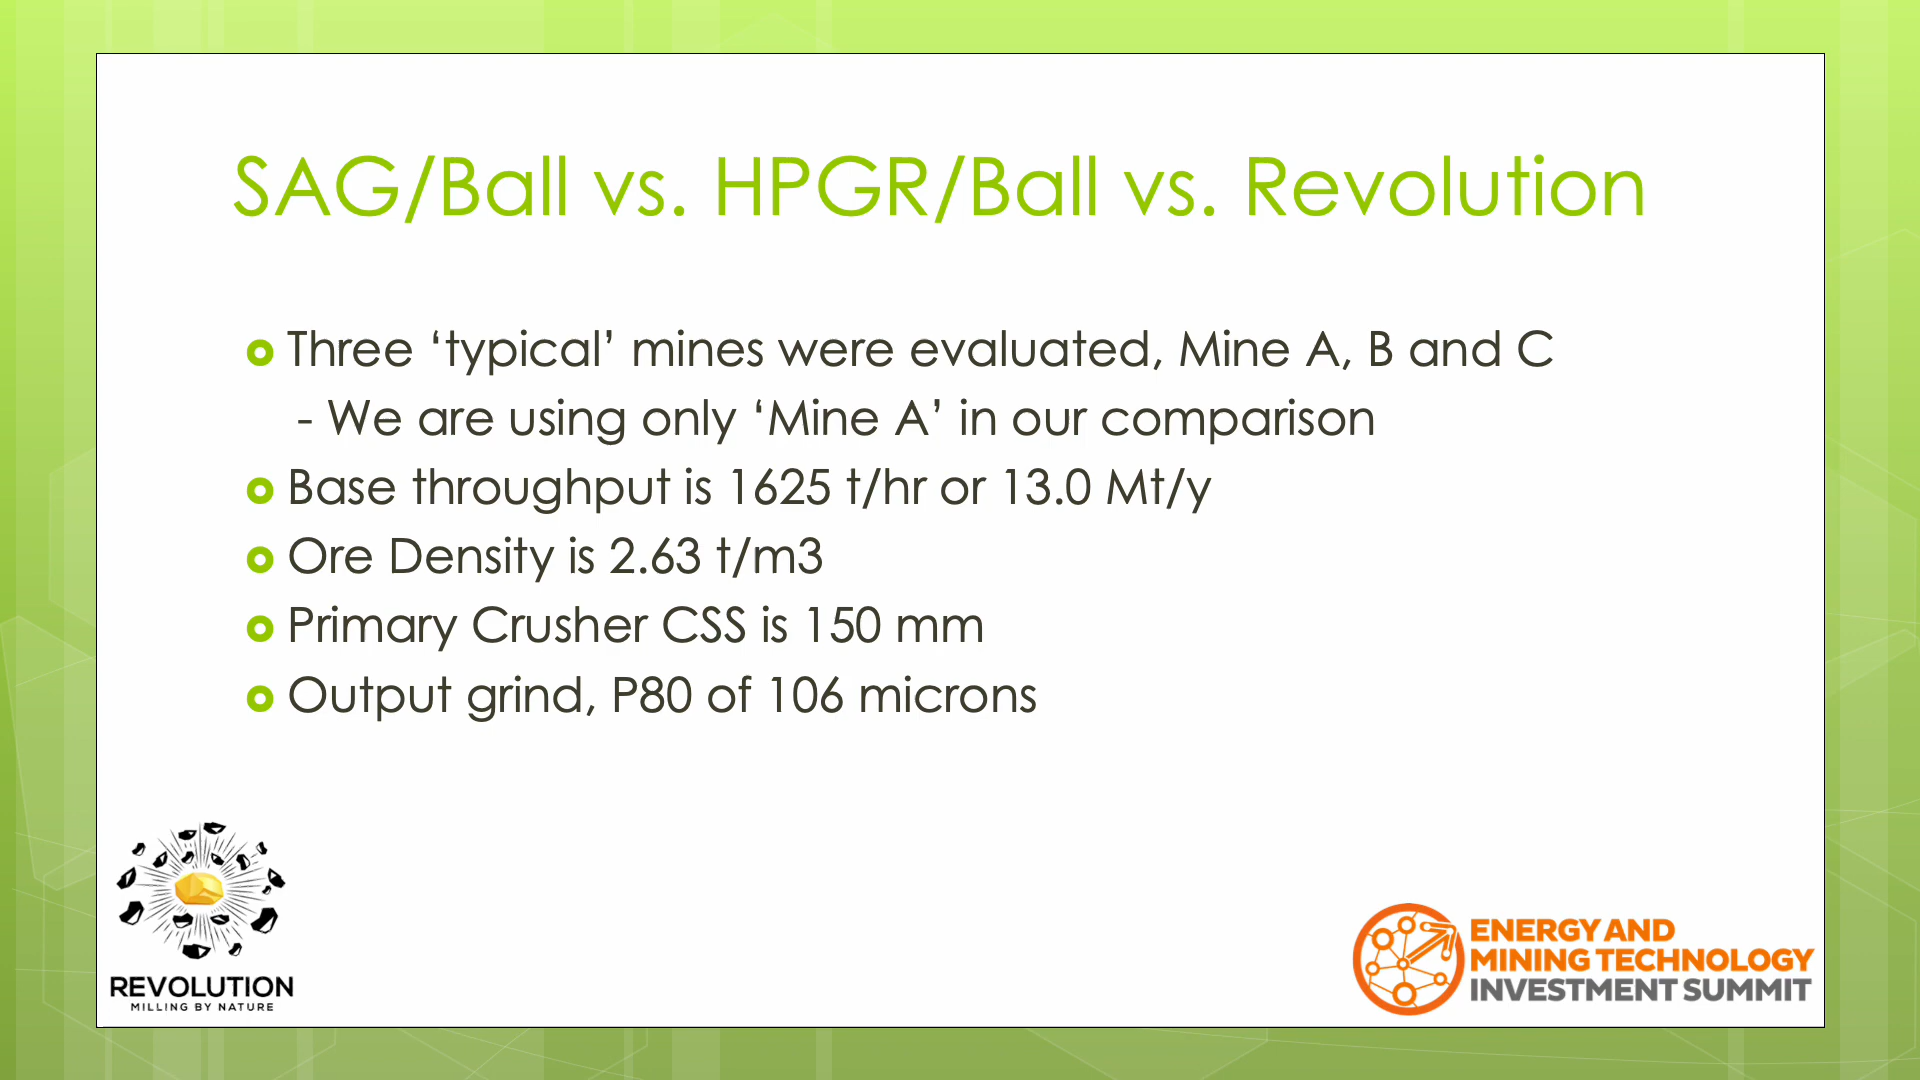 SAG/Ball vs. HPGR/Ball vs. Revolution
Three ‘typical’ mines were evaluated, Mine A, B and C
- We are using only ‘Mine A’ in our comparison
Base throughput is 1625 t/hr or 13.0 Mt/y
Ore Density is 2.63 t/m3
Primary Crusher CSS is 150 mm
Output grind, P80 of 106 microns
REVOLUTION
MILLING BY NATURE
ENERGY AND
MINING TECHNOLOGY
INVESTMENT SUMMIT